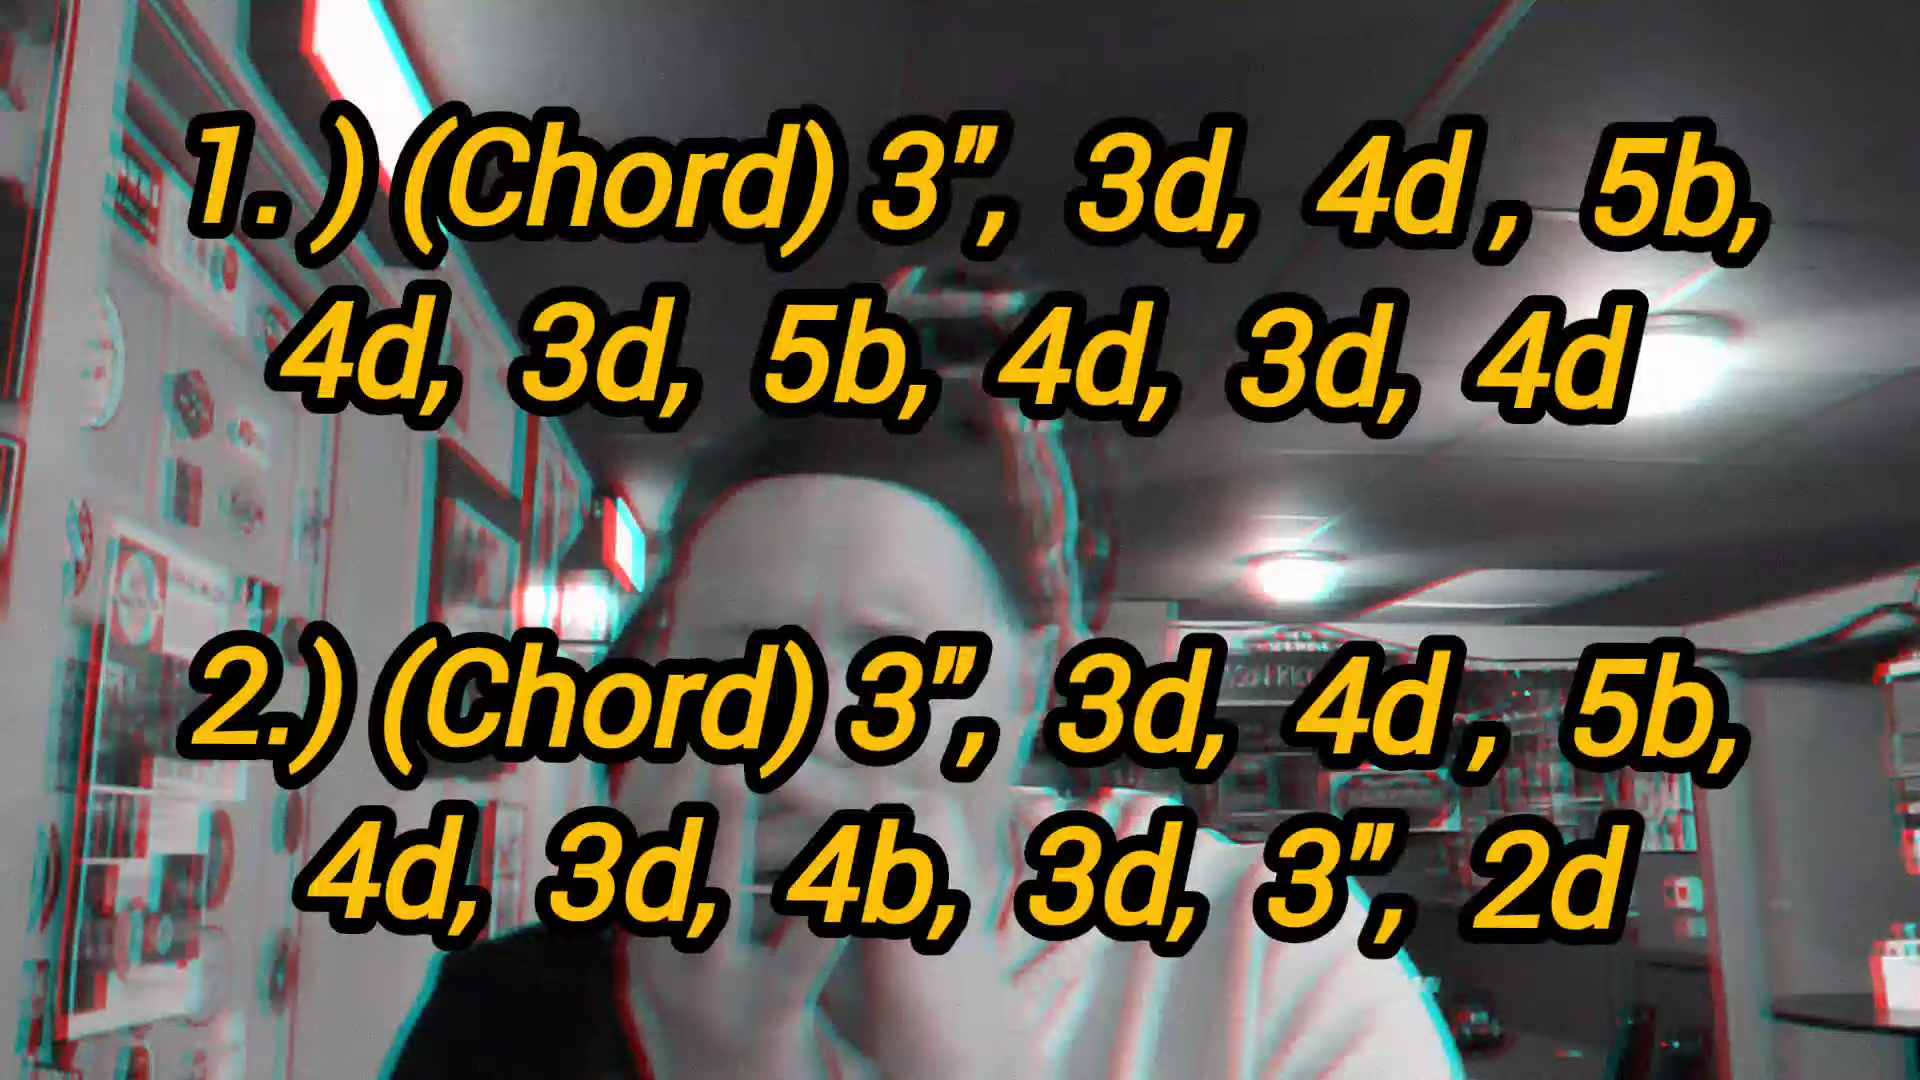 1. ) (Chord) 3", 3d, 4d , 5b,
4d, 3d, 5b, 4d, 3d, 4d
2.) (Chord) 3", 3d, 4d , 5b,
4d, 3d, 4b, 3d, 3", 2d